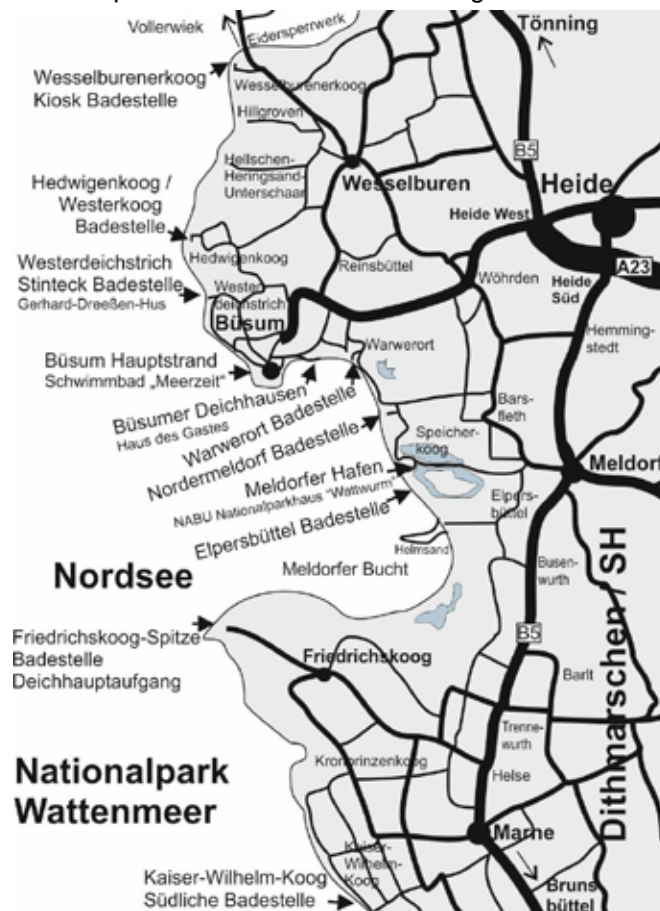 Vollerwiek
Eidersperrwerk
Tönning
Wesselburenerkoog
Kiosk Badestelle
Wesselburenerkoog
Hillgroven
B5
Hellschen-
Heringsand-
Unterschaar
Wesselburen
Heide
Hedwigenkoog /
Westerkoog
Badestelle
Heide West
Hedwigenkoog
Reinsbüttel
Wöhrden
Heide
Süd
A23
Westerdeichstrich
Stinteck Badestelle
Gerhard-Dreeßen-Hus
Wester
deichstrich
Büsum
Hemming-
stedt
Warwerort
Büsum Hauptstrand
Schwimmbad „Meerzeit“
Büsumer Deichhausen
Haus des Gastes
Warwerort Badestelle
Nordermeldorf Badestelle
Bars-
fleth
Speicher-
koog
Meldorf
Meldorfer Hafen
NABU Nationalparkhaus "Wattwurm"
Elpersbüttel Badestelle
Elpers-
büttel
Helmsand
Nordsee
Meldorfer Bucht
Busen-
wurth
Dithmarschen / SH
B5
Friedrichskoog-Spitze
Badestelle
Deichhauptaufgang
Friedrichskoog
Barlt
Trenne-
wurth
Kronprinzenkoog
Helse
Nationalpark
Wattenmeer
Marne
Kaiser-
Wilhelm-
Koog
Kaiser-Wilhelm-Koog
Südliche Badestelle
Bruns
büttel